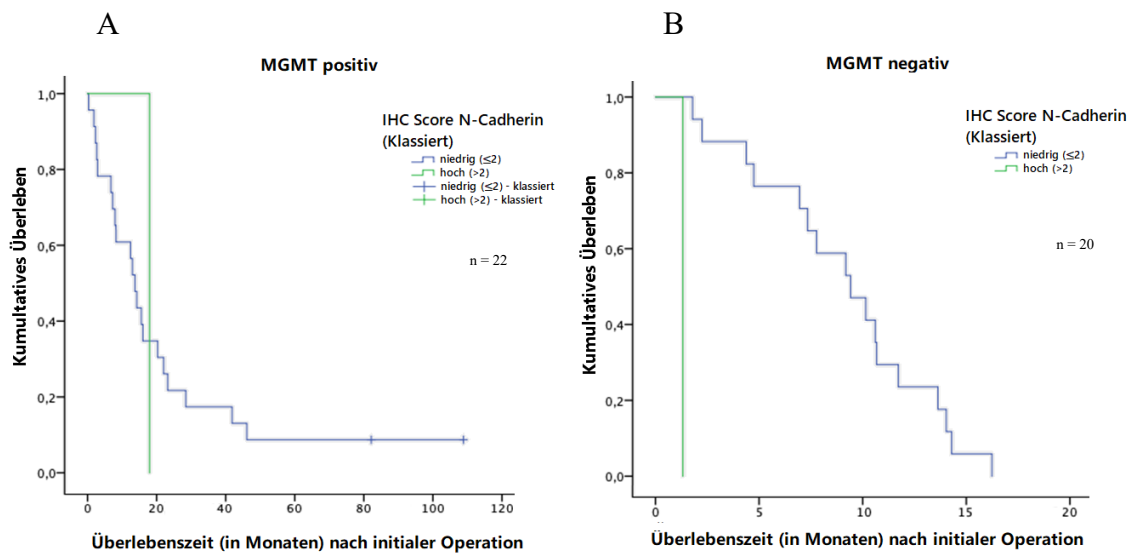 A
MGMT positiv
IHC Score N-Cadherin
(Klassiert)
niedrig (≤2)
hoch (>2)
niedrig (≤2) - klassiert
hoch (>2) - klassiert
n = 22
Kumultatives Überleben
1,0
0,8
0,6
0,4
0,2
0,0
0
20
40
60
80
100
120
Überlebenszeit (in Monaten) nach initialer Operation
B
MGMT negativ
IHC Score N-Cadherin
(Klassiert)
niedrig (≤2)
hoch (>2)
n = 20
Kumultatives Überleben
1,0
0,8
0,6
0,4
0,2
0,0
0
5
10
15
20
Überlebenszeit (in Monaten) nach initialer Operation